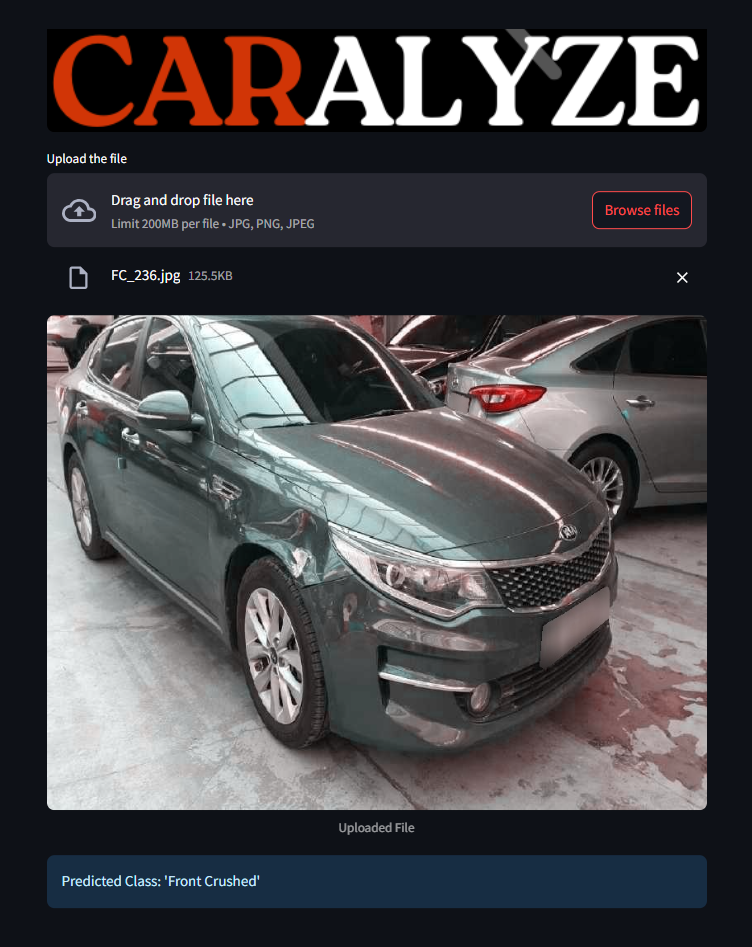 CARALYZE
Upload the file
Drag and drop file here
Limit 200MB per file • JPG, PNG, JPEG
Browse files
FC_236.jpg 125.5KB
KIA
Uploaded File
Predicted Class: 'Front Crushed'